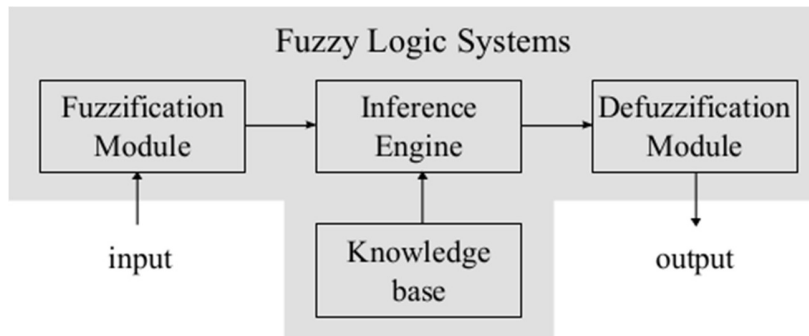 Fuzzy Logic Systems
Fuzzification
Module
Inference
Engine
Defuzzification
Module
input
Knowledge
base
output